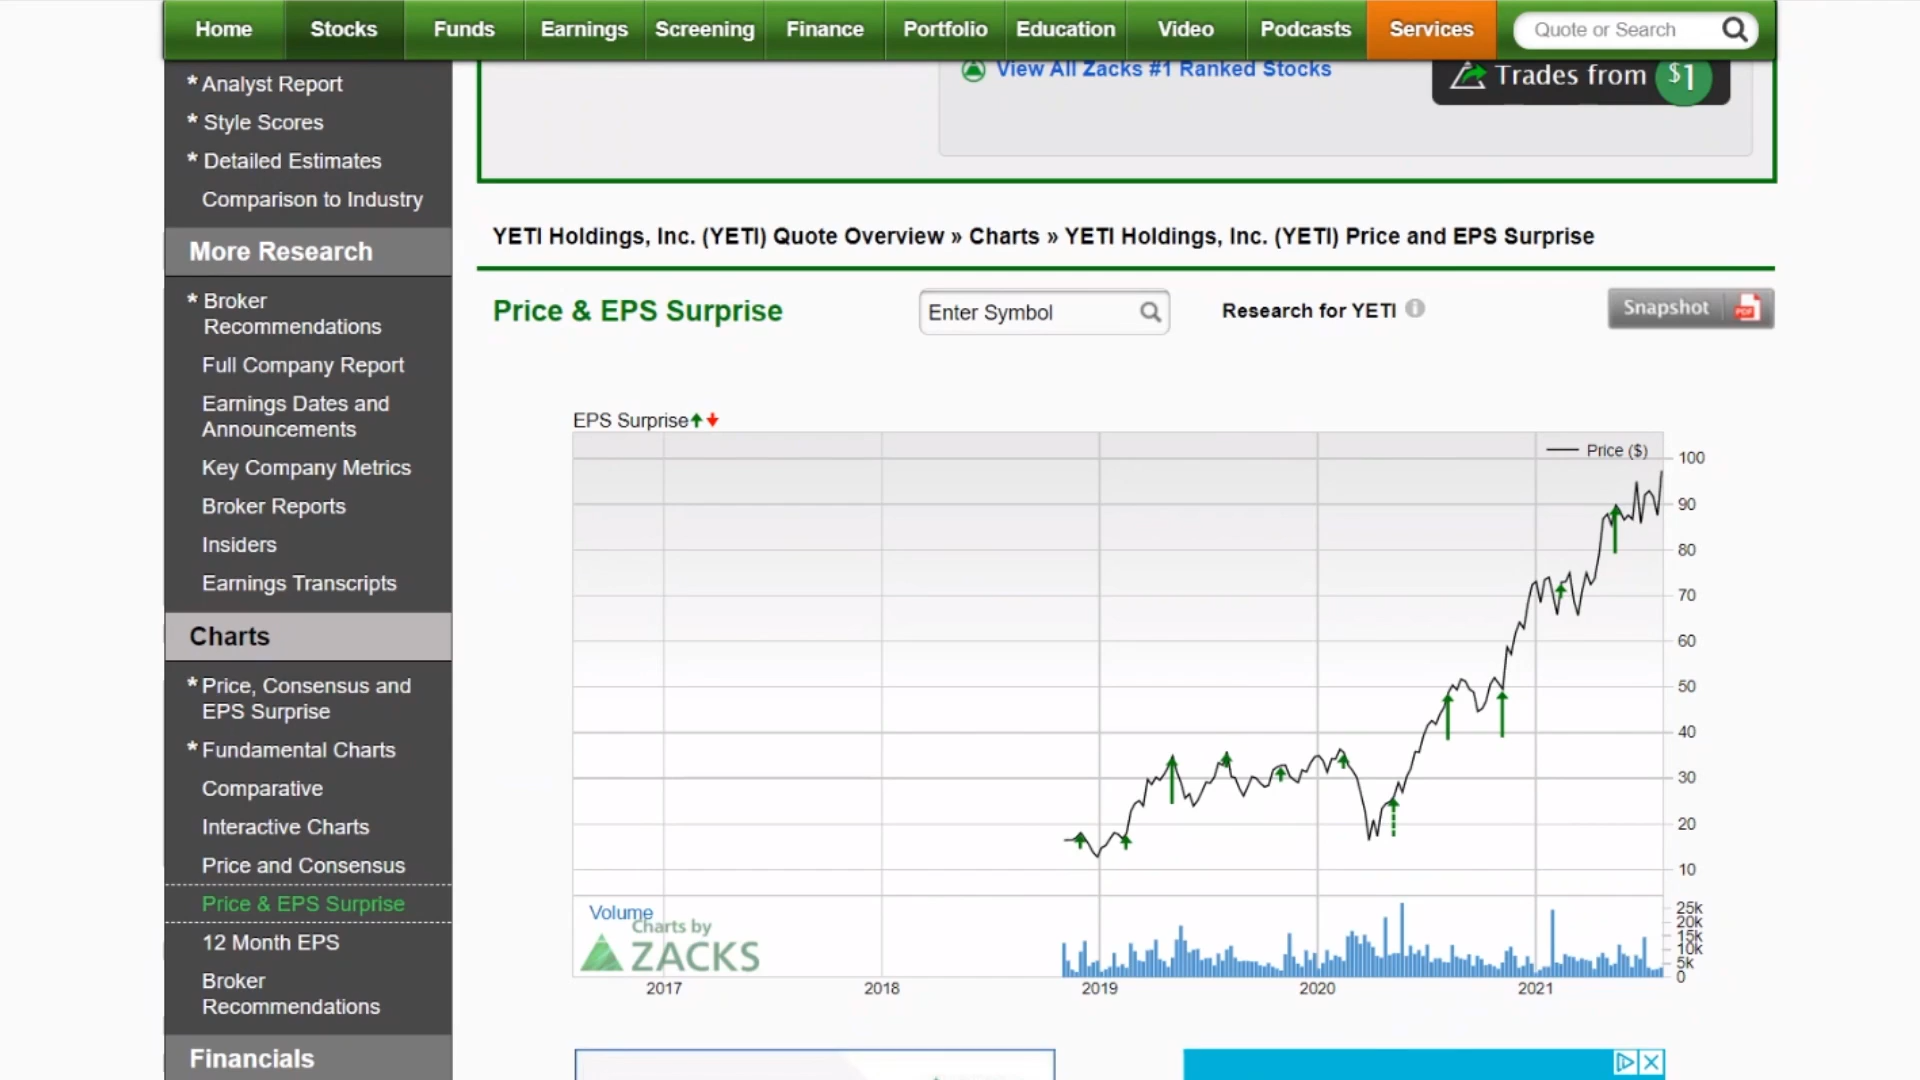 Home Stocks Funds Earnings Screening Finance Portfolio Education Video Podcasts Services Quote or Search
* Analyst Report
* Style Scores
* Detailed Estimates
Comparison to Industry
More Research
* Broker
Recommendations
Full Company Report
Earnings Dates and
Announcements
Key Company Metrics
Broker Reports
Insiders
Earnings Transcripts
Charts
* Price, Consensus and
EPS Surprise
* Fundamental Charts
Comparative
Interactive Charts
Price and Consensus
Price & EPS Surprise
12 Month EPS
Broker
Recommendations
Financials
View All Zacks #1 Ranked Stocks
Trades from $1
YETI Holdings, Inc. (YETI) Quote Overview » Charts » YETI Holdings, Inc. (YETI) Price and EPS Surprise
Price & EPS Surprise
Enter Symbol
Research for YETI
Snapshot PDF
EPS Surprise
Price ($)
100
90
80
70
60
50
40
30
20
10
Volume
Charts by
ZACKS
25k
20k
15k
10k
5k
0
2017 2018 2019 2020 2021